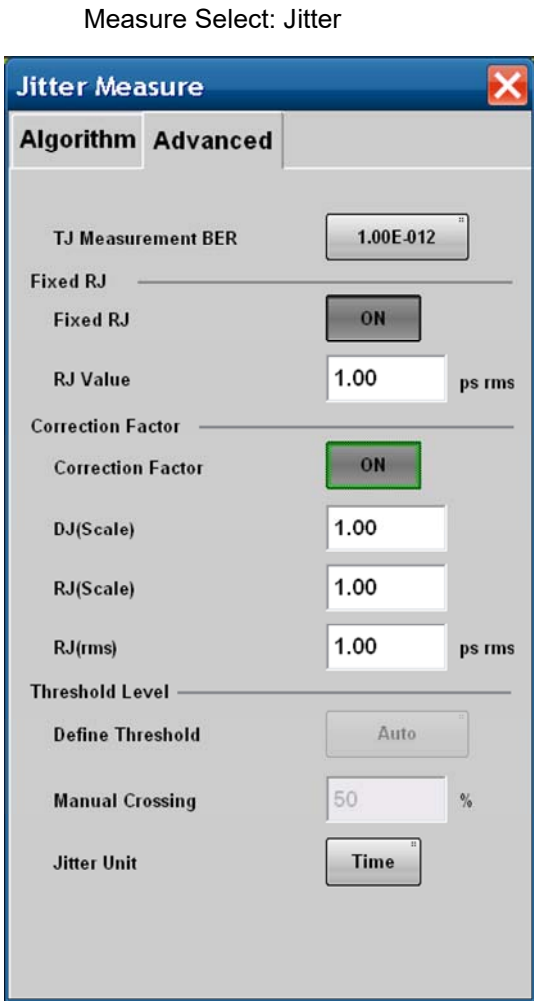 Measure Select: Jitter
Jitter Measure
Algorithm Advanced
TJ Measurement BER 1.00E-012
Fixed RJ
Fixed RJ ON
RJ Value 1.00 ps rms
Correction Factor
Correction Factor ON
DJ(Scale) 1.00
RJ(Scale) 1.00
RJ(rms) 1.00 ps rms
Threshold Level
Define Threshold Auto
Manual Crossing 50 %
Jitter Unit Time